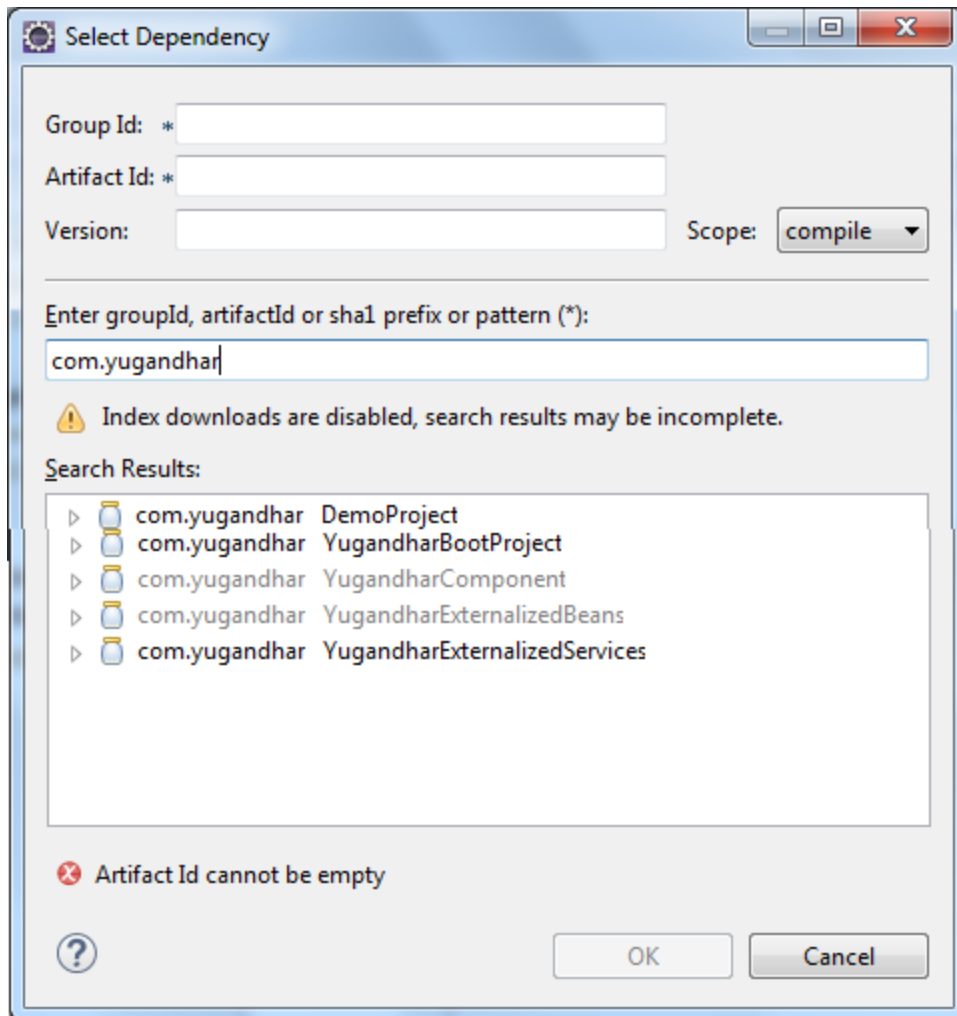 Select Dependency
Group Id: *
Artifact Id: *
Version: Scope: compile
Enter groupId, artifactId or sha1 prefix or pattern (*):
com.yugandhar
Index downloads are disabled, search results may be incomplete.
Search Results:
com.yugandhar DemoProject
com.yugandhar YugandharBootProject
com.yugandhar YugandharComponent
com.yugandhar YugandharExternalizedBeans
com.yugandhar YugandharExternalizedServices
Artifact Id cannot be empty
? OK Cancel